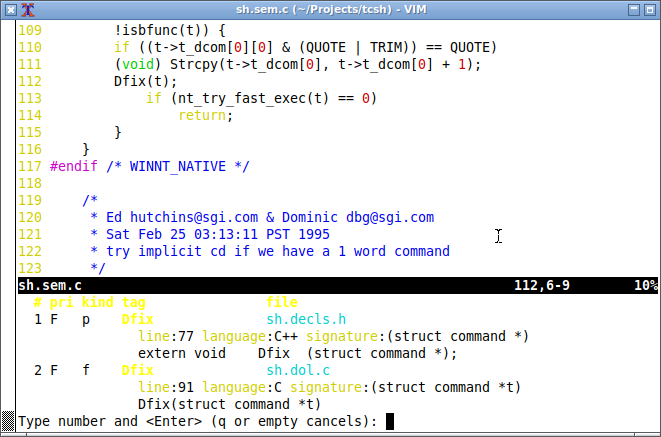 sh.sem.c (~/Projects/tcsh) - VIM
109         !isbfunc(t)) {
110         if ((t->t_dcom[0][0] & (QUOTE | TRIM)) == QUOTE)
111         (void) Strcpy(t->t_dcom[0], t->t_dcom[0] + 1);
112         Dfix(t);
113             if (nt_try_fast_exec(t) == 0)
114                 return;
115         }
116     }
117 #endif /* WINNT_NATIVE */
118
119     /*
120      * Ed hutchins@sgi.com & Dominic dbg@sgi.com
121      * Sat Feb 25 03:13:11 PST 1995
122      * try implicit cd if we have a 1 word command
123      */
sh.sem.c 112,6-9 10%
# pri kind tag file
1 F p Dfix sh.decls.h
line:77 language:C++ signature:(struct command *)
extern void    Dfix  (struct command *);
2 F f Dfix sh.dol.c
line:91 language:C signature:(struct command *t)
Dfix(struct command *t)
Type number and <Enter> (q or empty cancels):